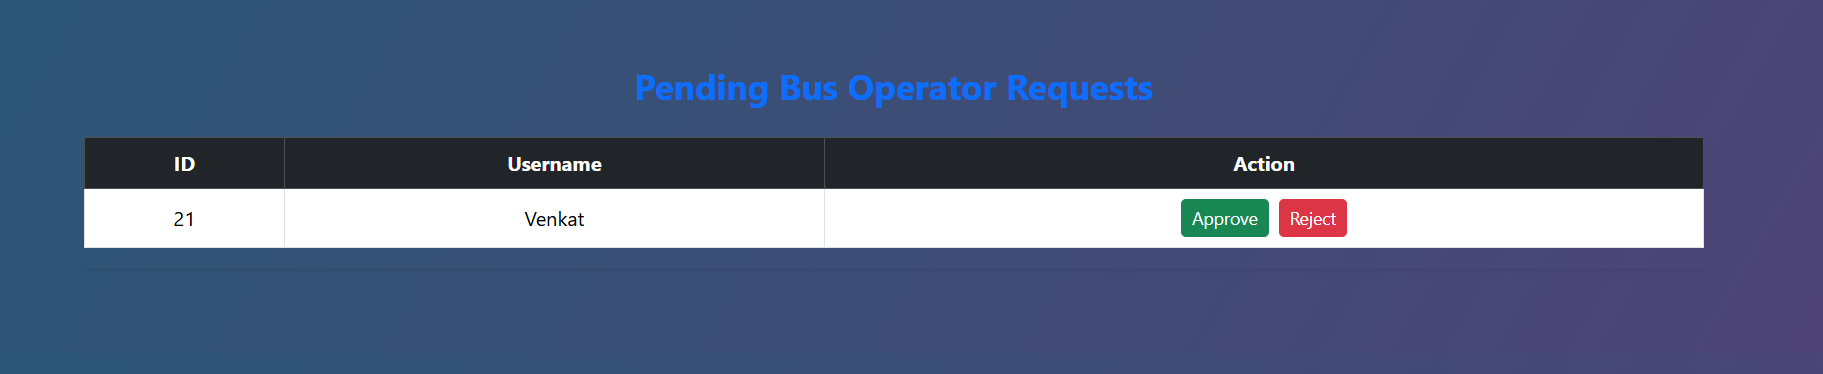 Pending Bus Operator Requests
ID Username Action
21 Venkat Approve Reject